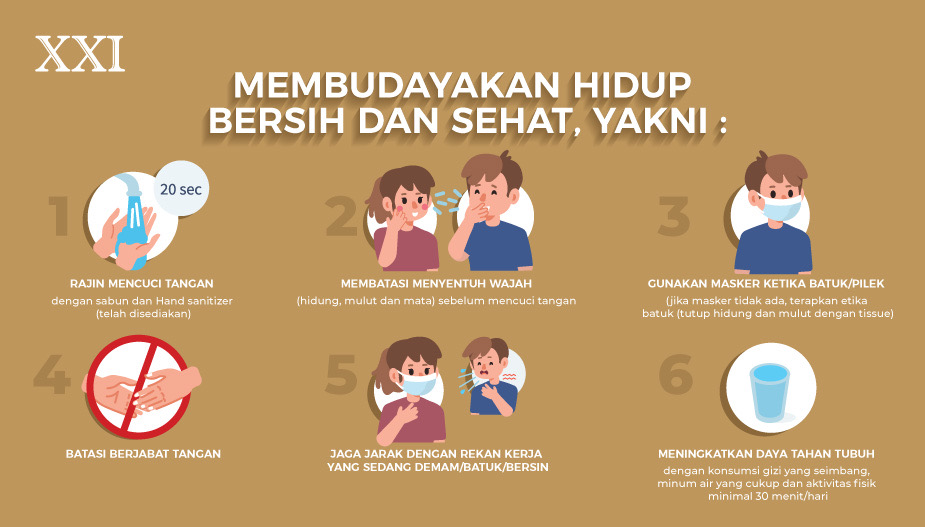 XXI
MEMBUDAYAKAN HIDUP
BERSIH DAN SEHAT, YAKNI :
1
20 sec
RAJIN MENCUCI TANGAN
dengan sabun dan Hand sanitizer
(telah disediakan)
2
MEMBATASI MENYENTUH WAJAH
(hidung, mulut dan mata) sebelum mencuci tangan
3
GUNAKAN MASKER KETIKA BATUK/PILEK
(jika masker tidak ada, terapkan etika
batuk (tutup hidung dan mulut dengan tissue)
4
BATASI BERJABAT TANGAN
5
JAGA JARAK DENGAN REKAN KERJA
YANG SEDANG DEMAM/BATUK/BERSIN
6
MENINGKATKAN DAYA TAHAN TUBUH
dengan konsumsi gizi yang seimbang,
minum air yang cukup dan aktivitas fisik
minimal 30 menit/hari